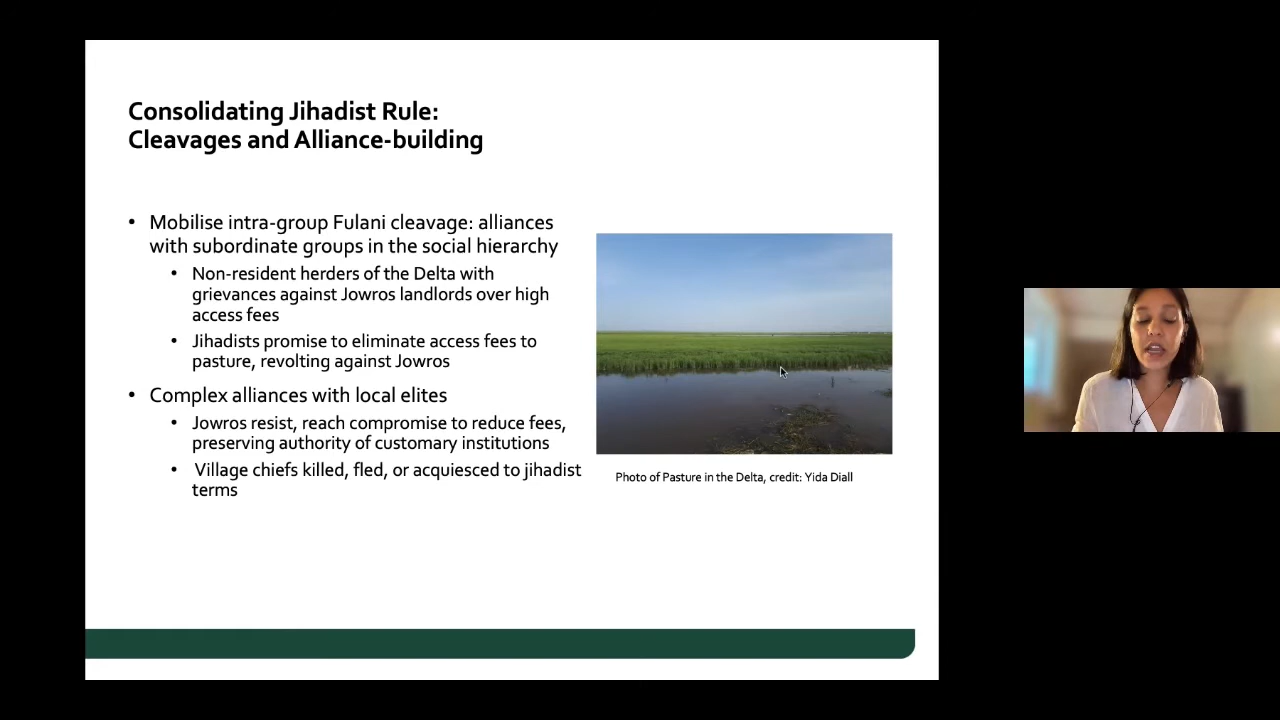 Consolidating Jihadist Rule:
Cleavages and Alliance-building
• Mobilise intra-group Fulani cleavage: alliances
with subordinate groups in the social hierarchy
• Non-resident herders of the Delta with
grievances against Jowros landlords over high
access fees
• Jihadists promise to eliminate access fees to
pasture, revolting against Jowros
• Complex alliances with local elites
• Jowros resist, reach compromise to reduce fees,
preserving authority of customary institutions
• Village chiefs killed, fled, or acquiesced to jihadist
terms
Photo of Pasture in the Delta, credit: Yida Diall